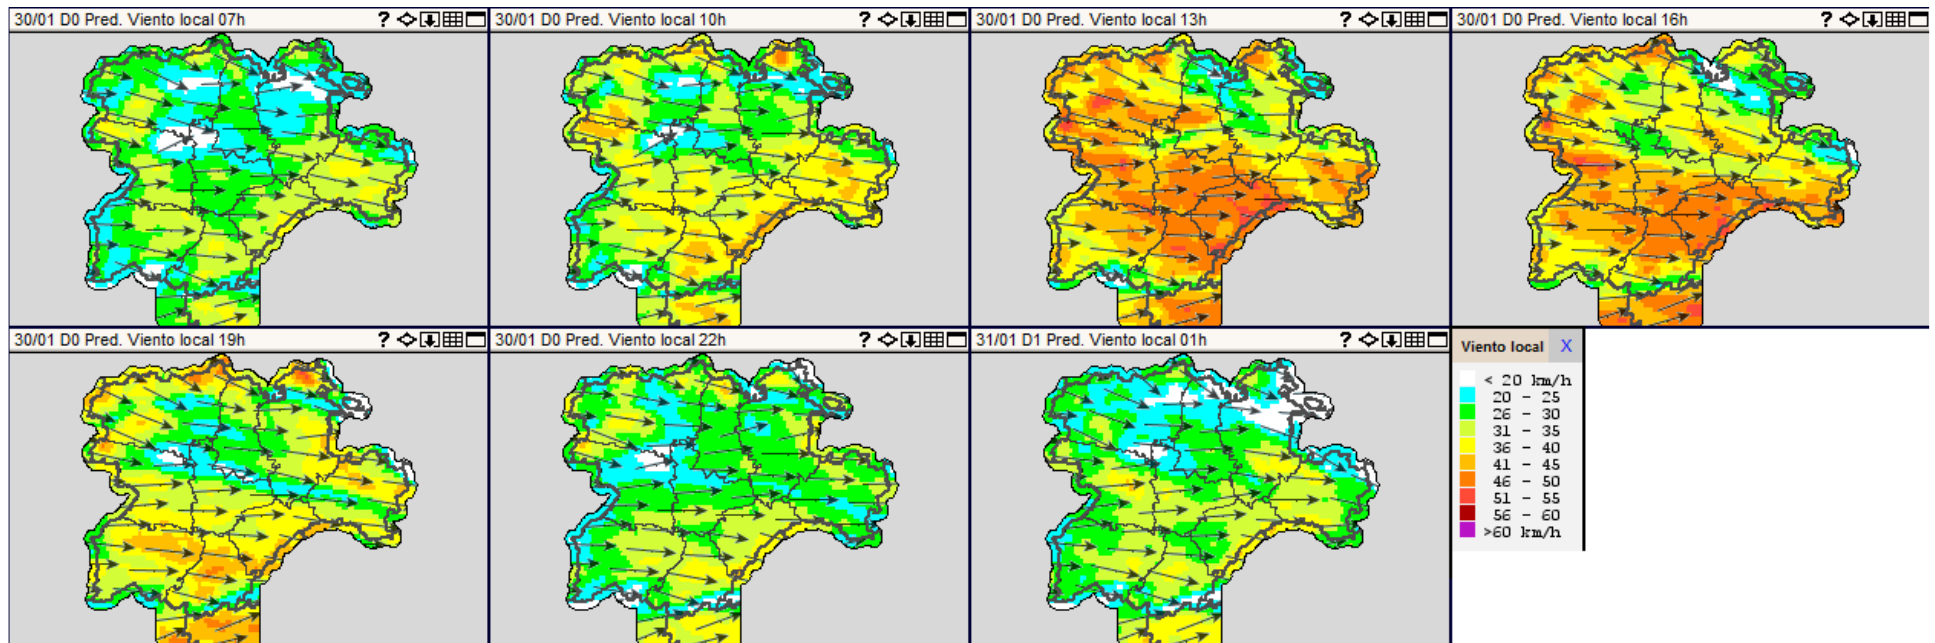 30/01 D0 Pred. Viento local 07h ?
30/01 D0 Pred. Viento local 10h ?
30/01 D0 Pred. Viento local 13h ?
30/01 D0 Pred. Viento local 16h ?
30/01 D0 Pred. Viento local 19h ?
30/01 D0 Pred. Viento local 22h ?
31/01 D1 Pred. Viento local 01h ?
Viento local X
< 20 km/h
20 - 25
26 - 30
31 - 35
36 - 40
41 - 45
46 - 50
51 - 55
56 - 60
>60 km/h